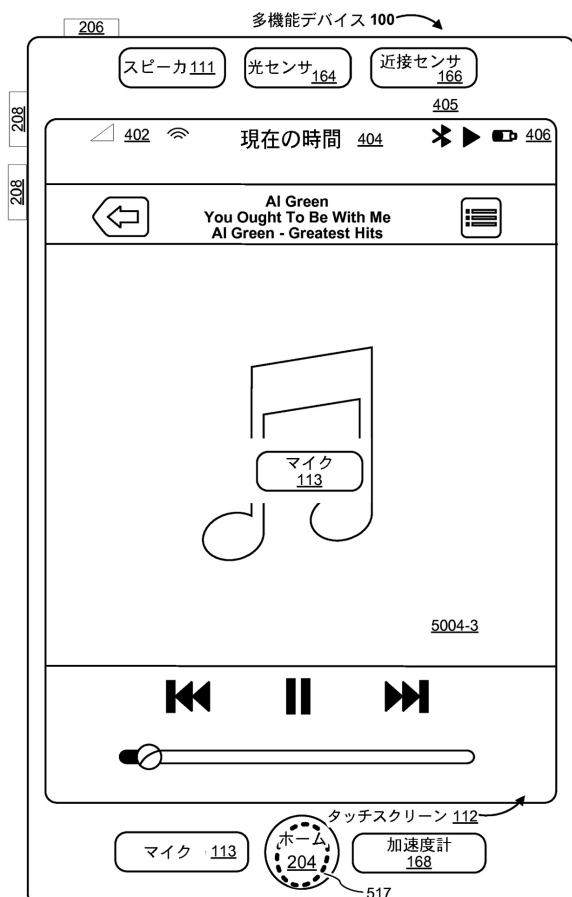 206
多機能デバイス 100
スピーカ 111
光センサ 164
近接センサ
166
208
405
402
現在の時間 404
406
208
Al Green
You Ought To Be With Me
Al Green - Greatest Hits
マイク
113
5004-3
タッチスクリーン 112
マイク 113
ホーム
204
加速度計
168
517